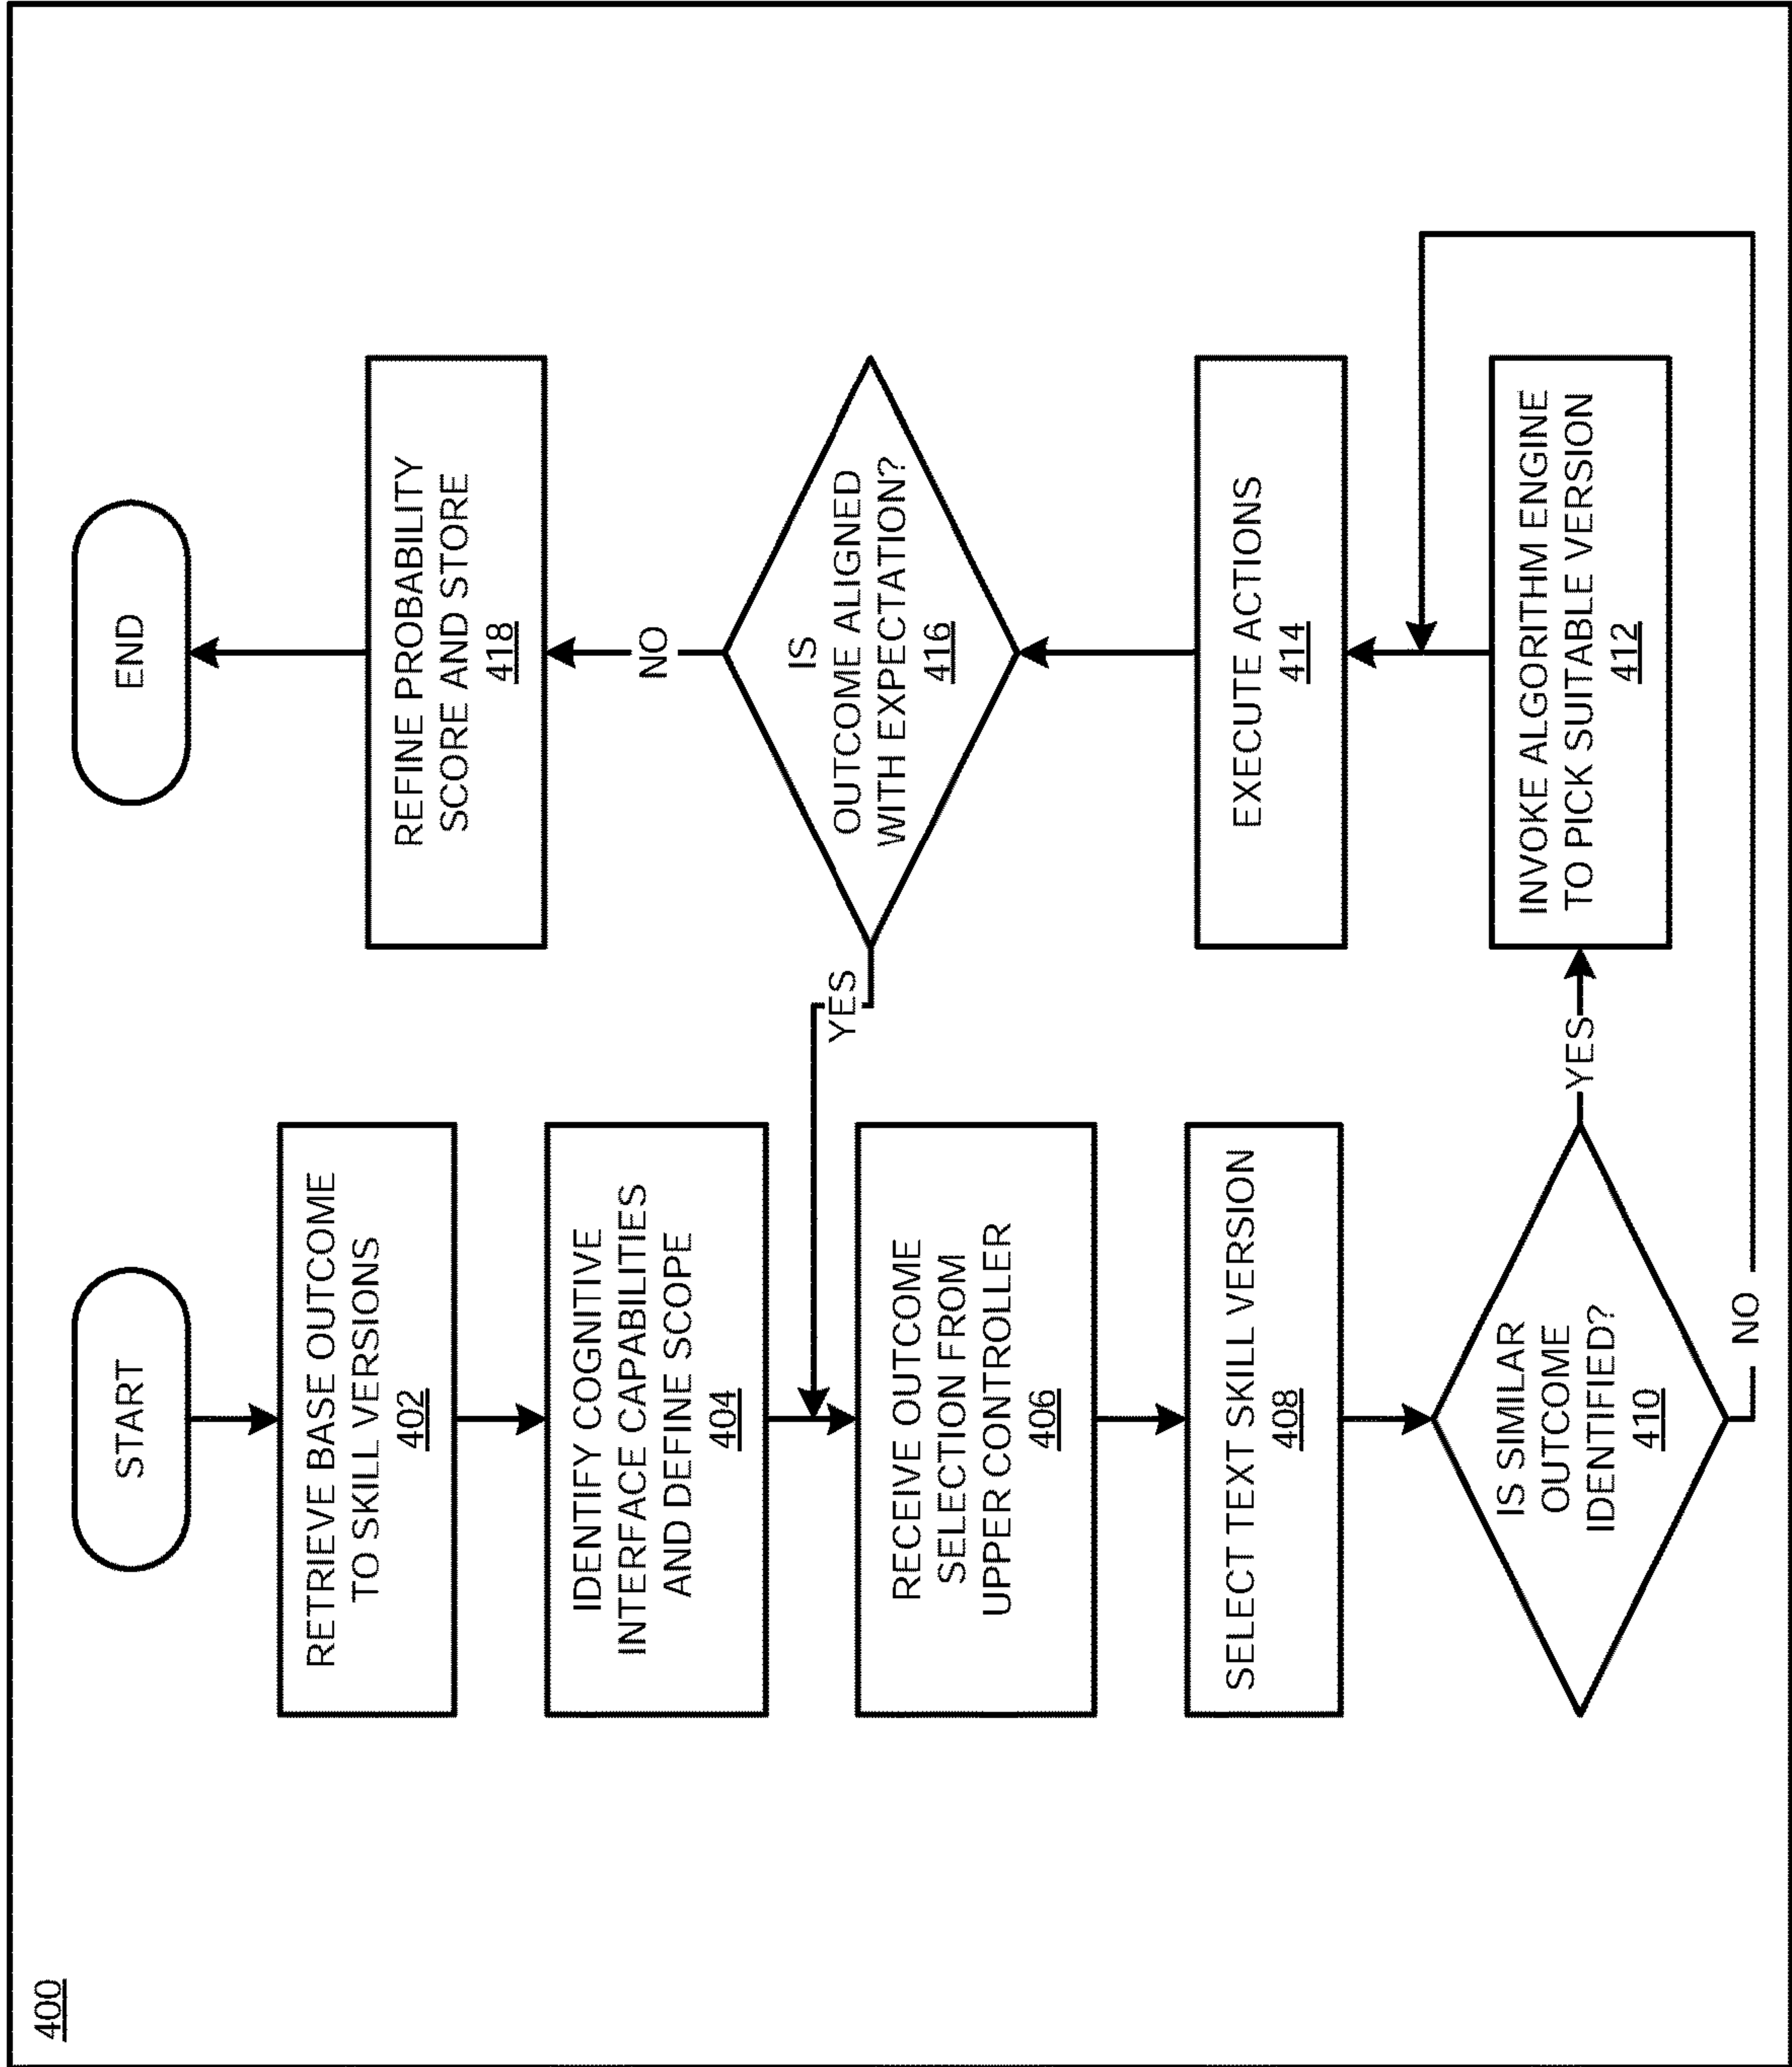 400
START
RETRIEVE BASE OUTCOME
TO SKILL VERSIONS
402
IDENTIFY COGNITIVE
INTERFACE CAPABILITIES
AND DEFINE SCOPE
404
RECEIVE OUTCOME
SELECTION FROM
UPPER CONTROLLER
406
SELECT TEXT SKILL VERSION
408
IS SIMILAR
OUTCOME
IDENTIFIED?
410
YES
NO
INVOKE ALGORITHM ENGINE
TO PICK SUITABLE VERSION
412
EXECUTE ACTIONS
414
IS
OUTCOME ALIGNED
WITH EXPECTATION?
416
YES
NO
REFINE PROBABILITY
SCORE AND STORE
418
END